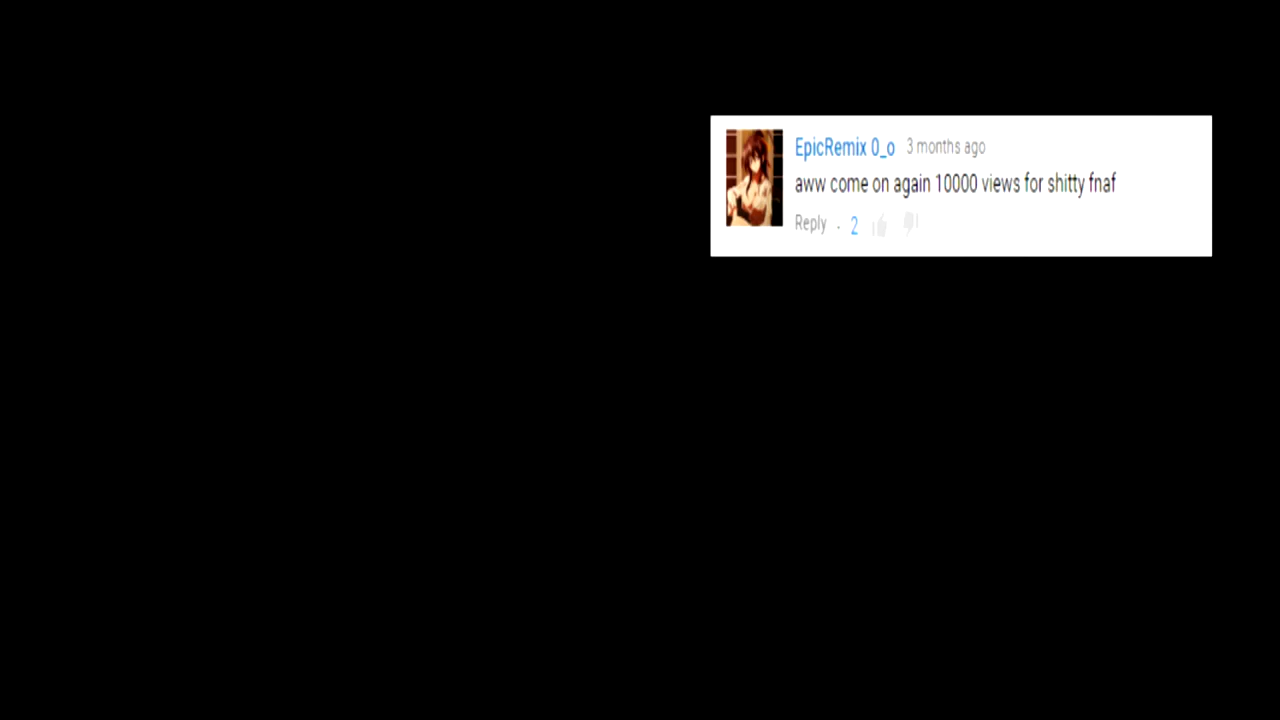 EpicRemix 0_o 3 months ago
aww come on again 10000 views for shitty fnaf
Reply . 2